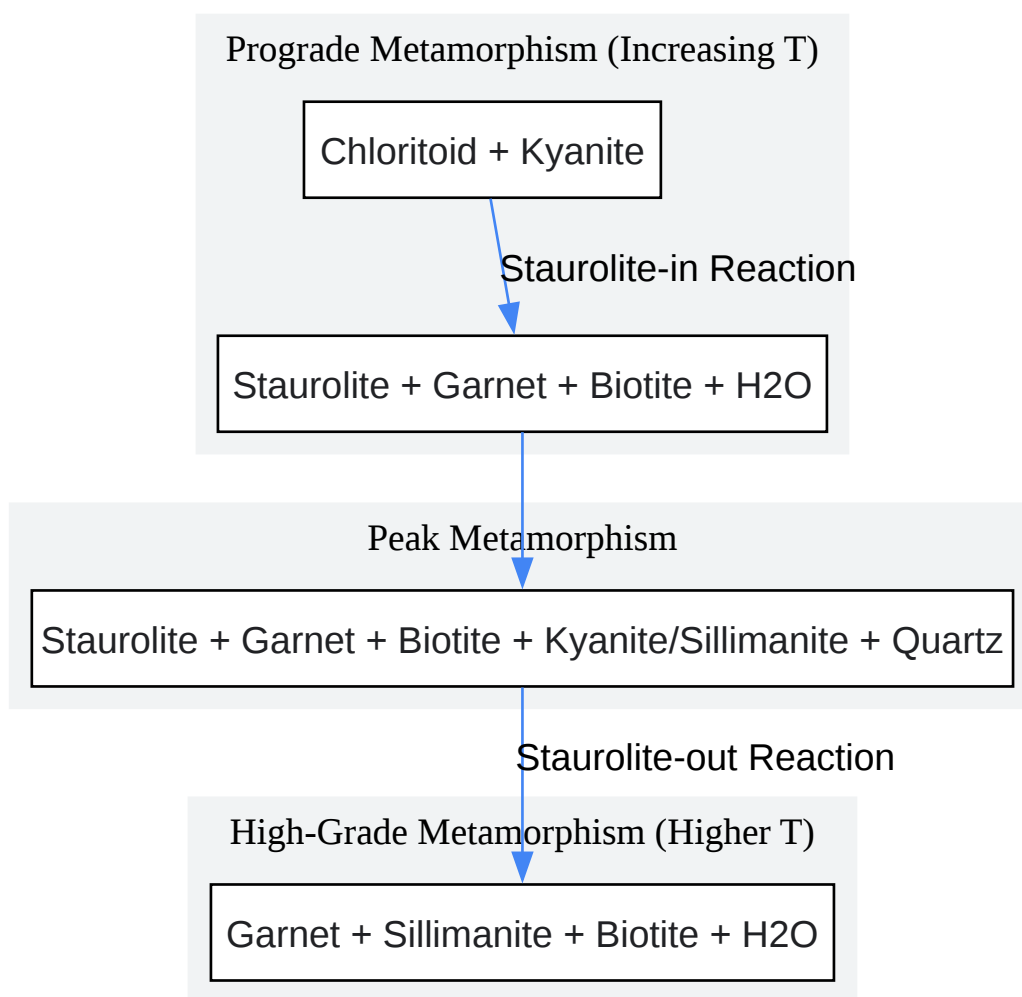 Prograde Metamorphism (Increasing T)
Chloritoid + Kyanite
Staurolite-in Reaction
Staurolite + Garnet + Biotite + H2O
Peak Metamorphism
Staurolite + Garnet + Biotite + Kyanite/Sillimanite + Quartz
Staurolite-out Reaction
High-Grade Metamorphism (Higher T)
Garnet + Sillimanite + Biotite + H2O